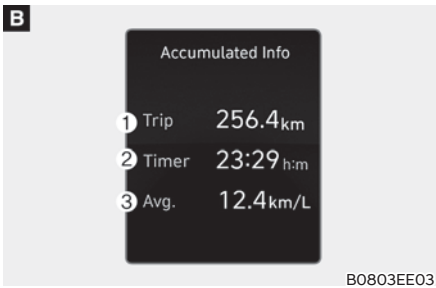 B
Accumulated Info
1 Trip 256.4km
2 Timer 23:29 h:m
3 Avg. 12.4km/L
B0803EE03